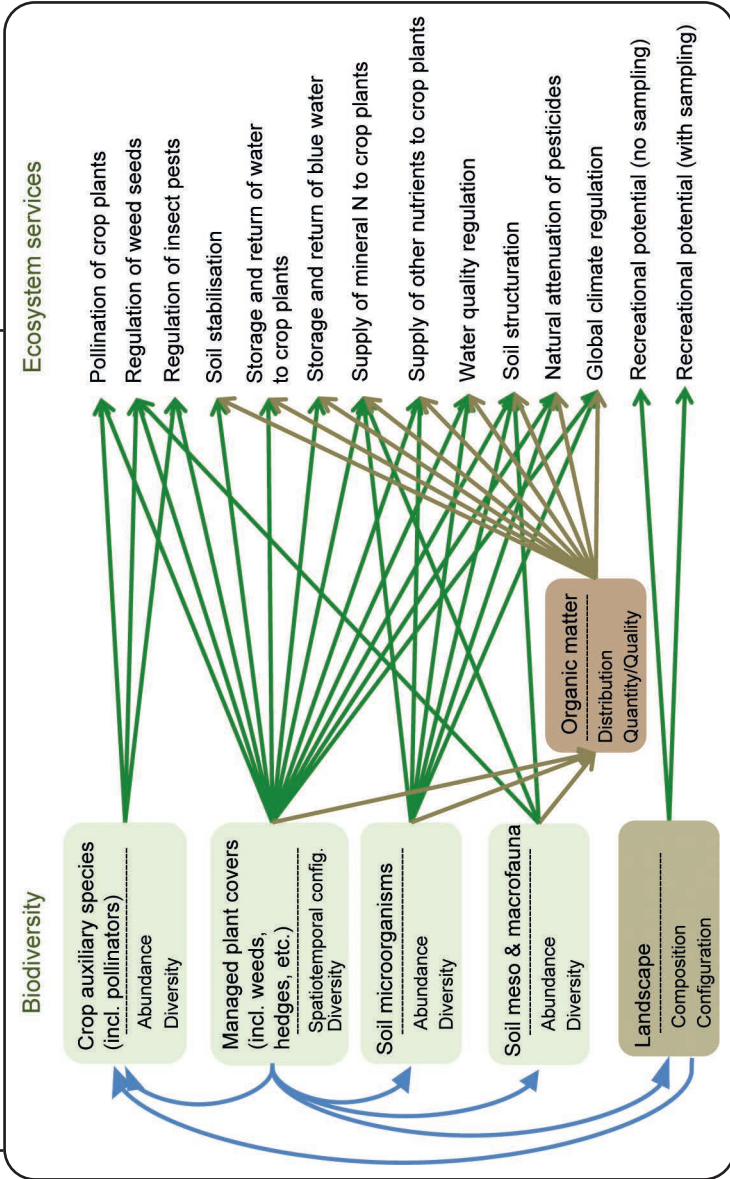 Biodiversity
Ecosystem services
Crop auxiliary species
(incl. pollinators)
Abundance
Diversity
Managed plant covers
(incl. weeds,
hedges, etc.)
Spatiotemporal config.
Diversity
Soil microorganisms
Abundance
Diversity
Soil meso & macrofauna
Abundance
Diversity
Landscape
Composition
Configuration
Organic matter
Distribution
Quantity/Quality
Pollination of crop plants
Regulation of weed seeds
Regulation of insect pests
Soil stabilisation
Storage and return of water
to crop plants
Storage and return of blue water
Supply of mineral N to crop plants
Supply of other nutrients to crop plants
Water quality regulation
Soil structuration
Natural attenuation of pesticides
Global climate regulation
Recreational potential (no sampling)
Recreational potential (with sampling)